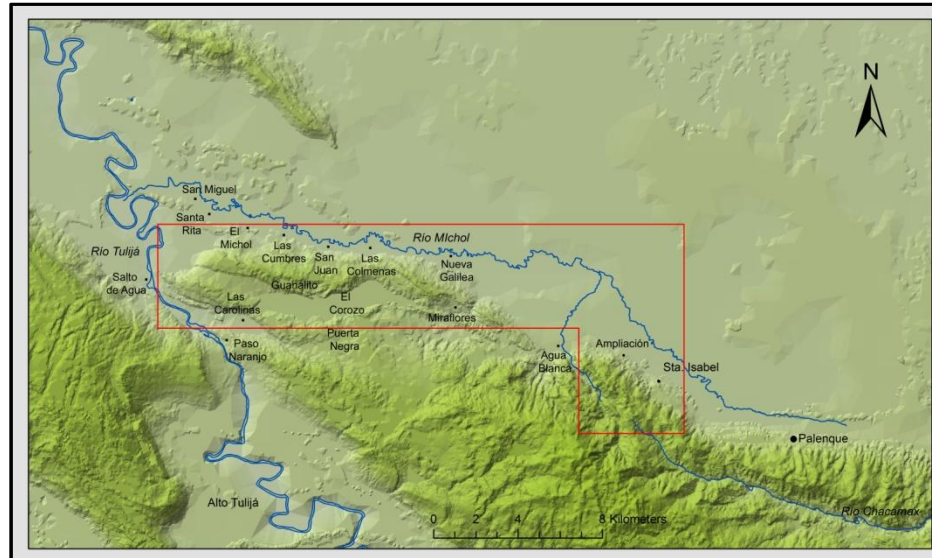 N
San Miguel
Santa
Rita
El
Michol
Río MIchol
Río Tulijá
Las
Cumbres
San
Juan
Las
Colmenas
Nueva
Galilea
Salto
de Agua
Guanálito
Las
Carolinas
El
Corozo
Miraflores
Puerta
Negra
Paso
Naranjo
Agua
Blanca
Ampliación
Sta. Isabel
Palenque
Alto Tulijá
0 2 4 8 Kilometers
Río Chacamax